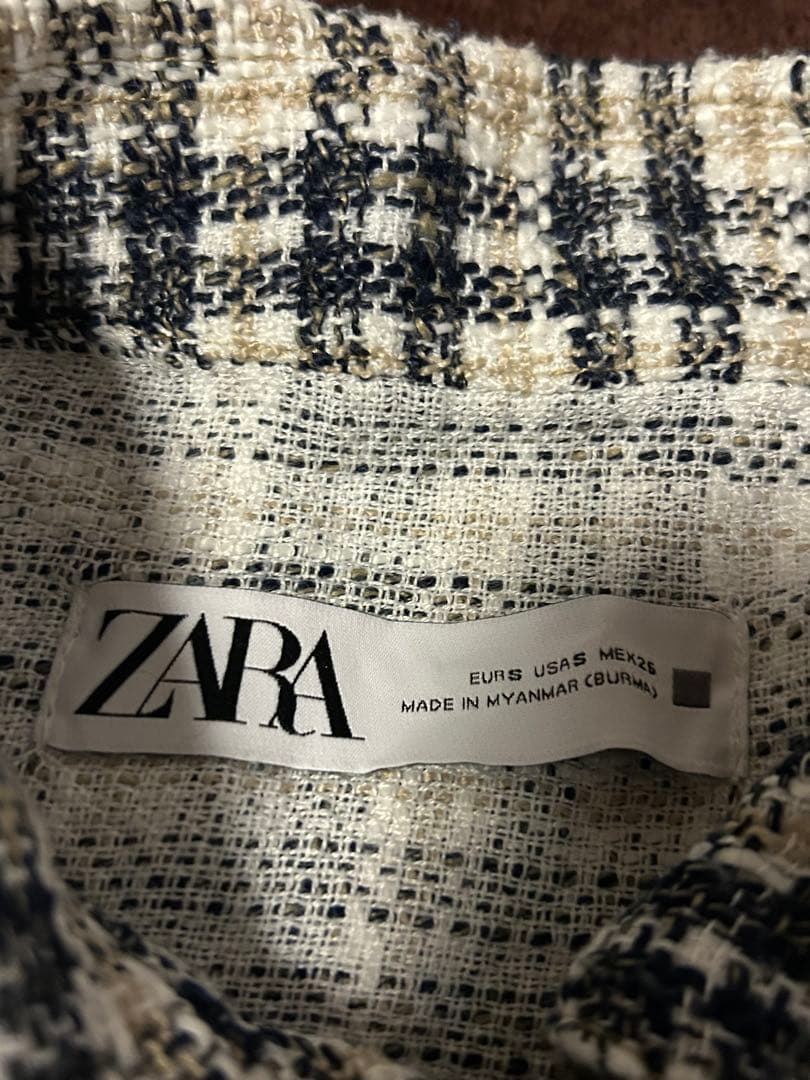 ZARA
EUR S USA S MEX 26
MADE IN MYANMAR (BURMA)